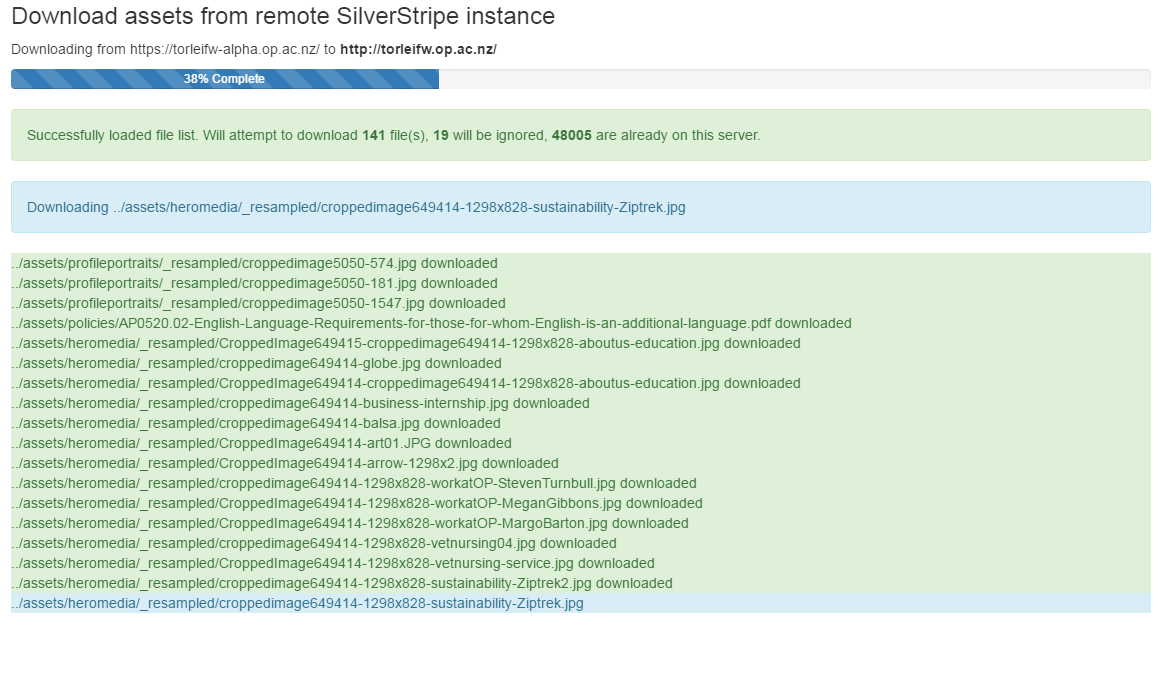 Download assets from remote SilverStripe instance
Downloading from https://torleifw-alpha.op.ac.nz/ to http://torleifw.op.ac.nz/
38% Complete
Successfully loaded file list. Will attempt to download 141 file(s), 19 will be ignored, 48005 are already on this server.
Downloading ../assets/heromedia/_resampled/croppedimage649414-1298x828-sustainability-Ziptrek.jpg
../assets/profileportraits/_resampled/croppedimage5050-574.jpg downloaded
../assets/profileportraits/_resampled/croppedimage5050-181.jpg downloaded
../assets/profileportraits/_resampled/croppedimage5050-1547.jpg downloaded
../assets/policies/AP0520.02-English-Language-Requirements-for-those-for-whom-English-is-an-additional-language.pdf downloaded
../assets/heromedia/_resampled/CroppedImage649415-croppedimage649414-1298x828-aboutus-education.jpg downloaded
../assets/heromedia/_resampled/croppedimage649414-globe.jpg downloaded
../assets/heromedia/_resampled/CroppedImage649414-croppedimage649414-1298x828-aboutus-education.jpg downloaded
../assets/heromedia/_resampled/croppedimage649414-business-internship.jpg downloaded
../assets/heromedia/_resampled/croppedimage649414-balsa.jpg downloaded
../assets/heromedia/_resampled/CroppedImage649414-art01.JPG downloaded
../assets/heromedia/_resampled/CroppedImage649414-arrow-1298x2.jpg downloaded
../assets/heromedia/_resampled/croppedimage649414-1298x828-workatOP-StevenTurnbull.jpg downloaded
../assets/heromedia/_resampled/CroppedImage649414-1298x828-workatOP-MeganGibbons.jpg downloaded
../assets/heromedia/_resampled/CroppedImage649414-1298x828-workatOP-MargoBarton.jpg downloaded
../assets/heromedia/_resampled/croppedimage649414-1298x828-vetnursing04.jpg downloaded
../assets/heromedia/_resampled/CroppedImage649414-1298x828-vetnursing-service.jpg downloaded
../assets/heromedia/_resampled/croppedimage649414-1298x828-sustainability-Ziptrek2.jpg downloaded
../assets/heromedia/_resampled/croppedimage649414-1298x828-sustainability-Ziptrek.jpg